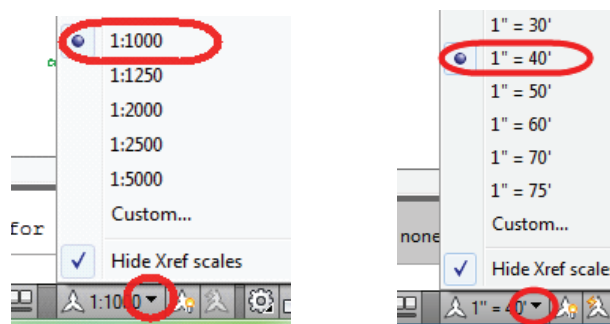 1:1000
1:1250
1:2000
1:2500
1:5000
Custom...
for
Hide Xref scales
1:1000
1" = 30'
1" = 40'
1" = 50'
1" = 60'
1" = 70'
1" = 75'
Custom...
none
Hide Xref scale
1" = 40'